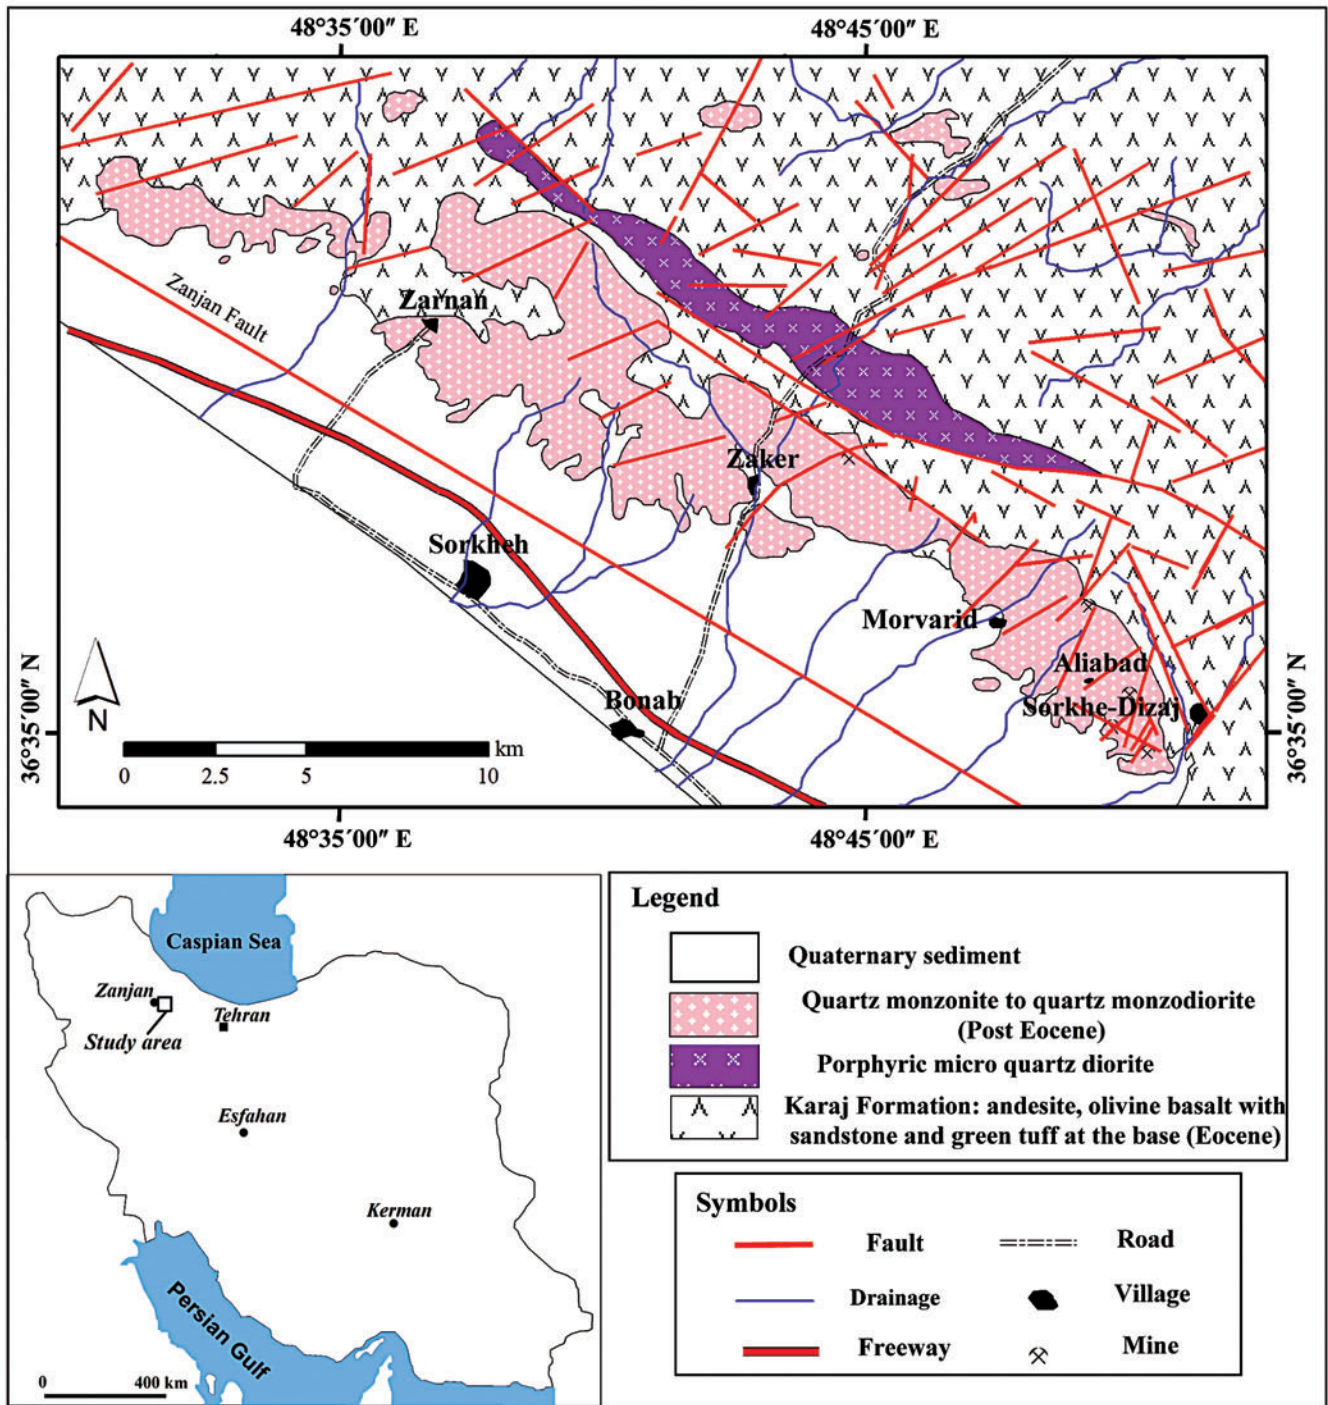 48°35′00″ E
48°45′00″ E
Zanjan Fault
Zarnan
Zaker
Sorkheh
Morvarid
Aliabad
Sorkhe-Dizaj
Bonab
36°35′00″ N
36°35′00″ N
N
km
0
2.5
5
10
48°35′00″ E
48°45′00″ E
Caspian Sea
Zanjan
Tehran
Study area
Esfahan
Kerman
Persian Gulf
0
400 km
Legend
Quaternary sediment
Quartz monzonite to quartz monzodiorite
(Post Eocene)
Porphyric micro quartz diorite
Karaj Formation: andesite, olivine basalt with
sandstone and green tuff at the base (Eocene)
Symbols
Fault
Road
Drainage
Village
Freeway
Mine